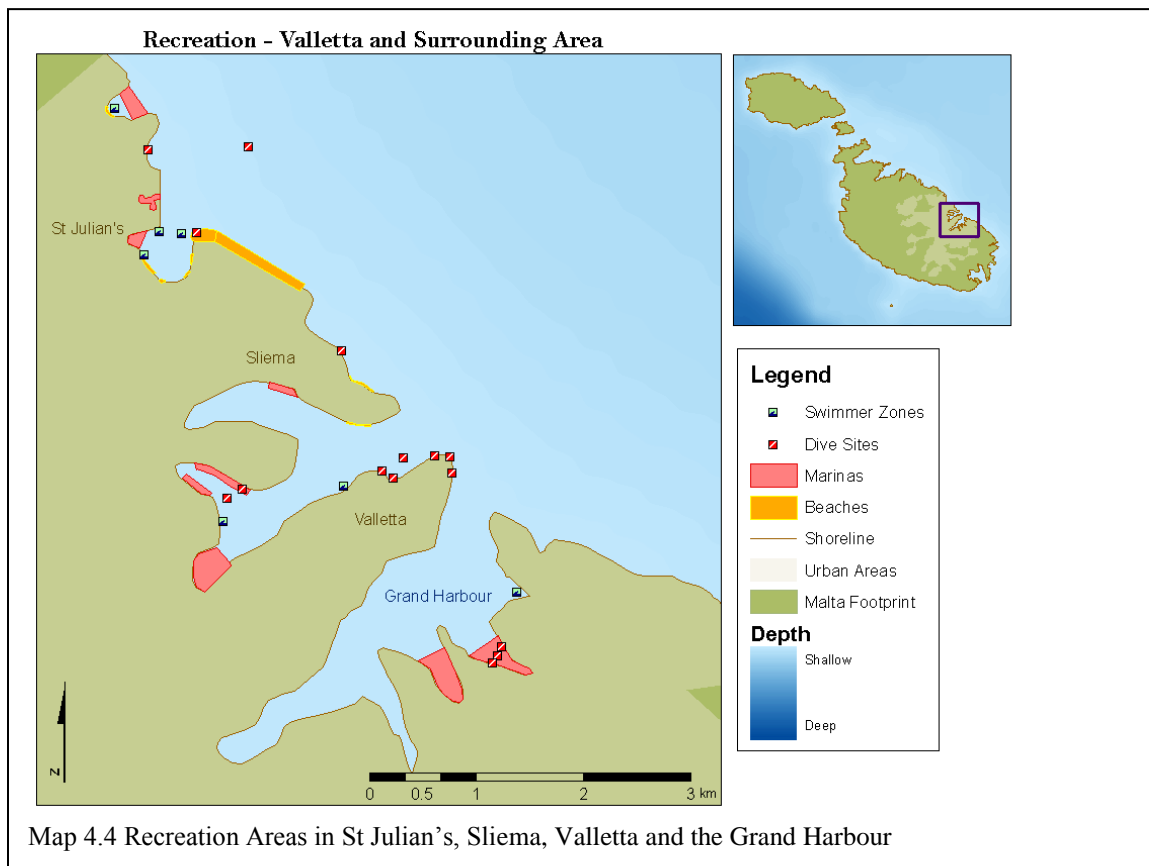 Recreation - Valletta and Surrounding Area
St Julian's
Sliema
Valletta
Grand Harbour
N
0 0.5 1 2 3 km
Legend
Swimmer Zones
Dive Sites
Marinas
Beaches
Shoreline
Urban Areas
Malta Footprint
Depth
Shallow
Deep
Map 4.4 Recreation Areas in St Julian’s, Sliema, Valletta and the Grand Harbour